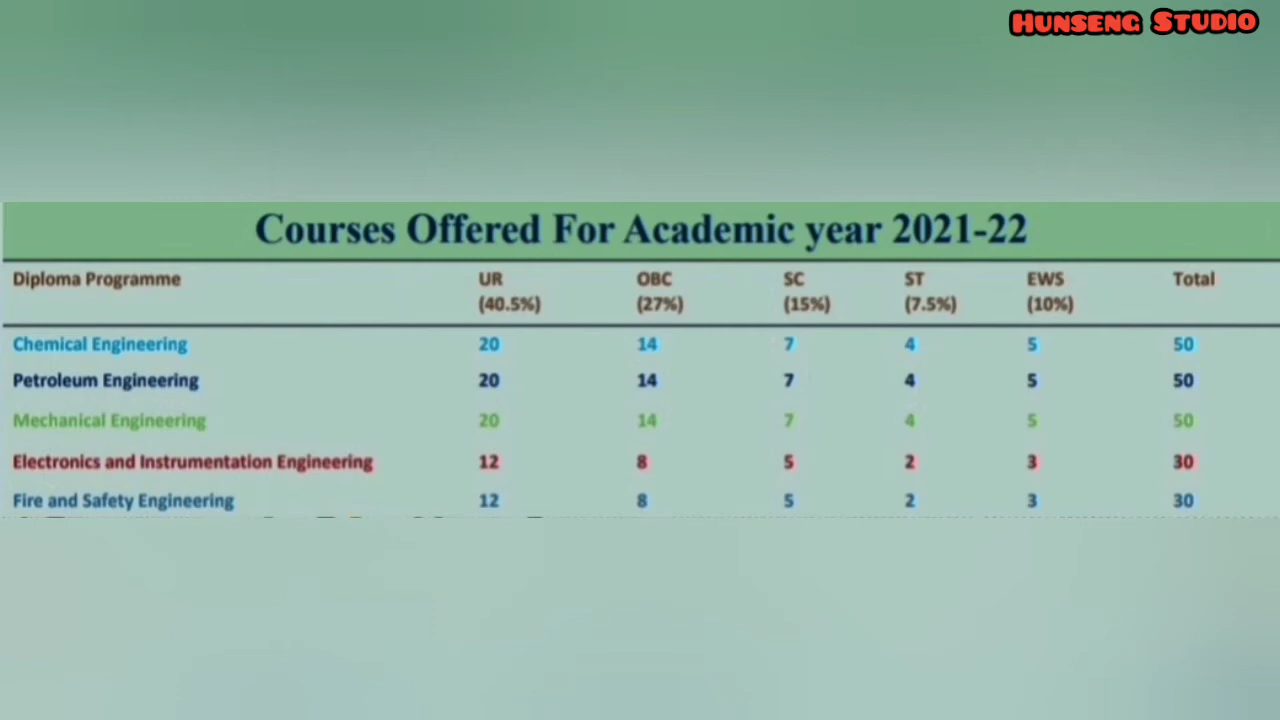 Hunseng Studio
Courses Offered For Academic year 2021-22
Diploma Programme UR OBC SC ST EWS Total
(40.5%) (27%) (15%) (7.5%) (10%)
Chemical Engineering 20 14 7 4 5 50
Petroleum Engineering 20 14 7 4 5 50
Mechanical Engineering 20 14 7 4 5 50
Electronics and Instrumentation Engineering 12 8 5 2 3 30
Fire and Safety Engineering 12 8 5 2 3 30